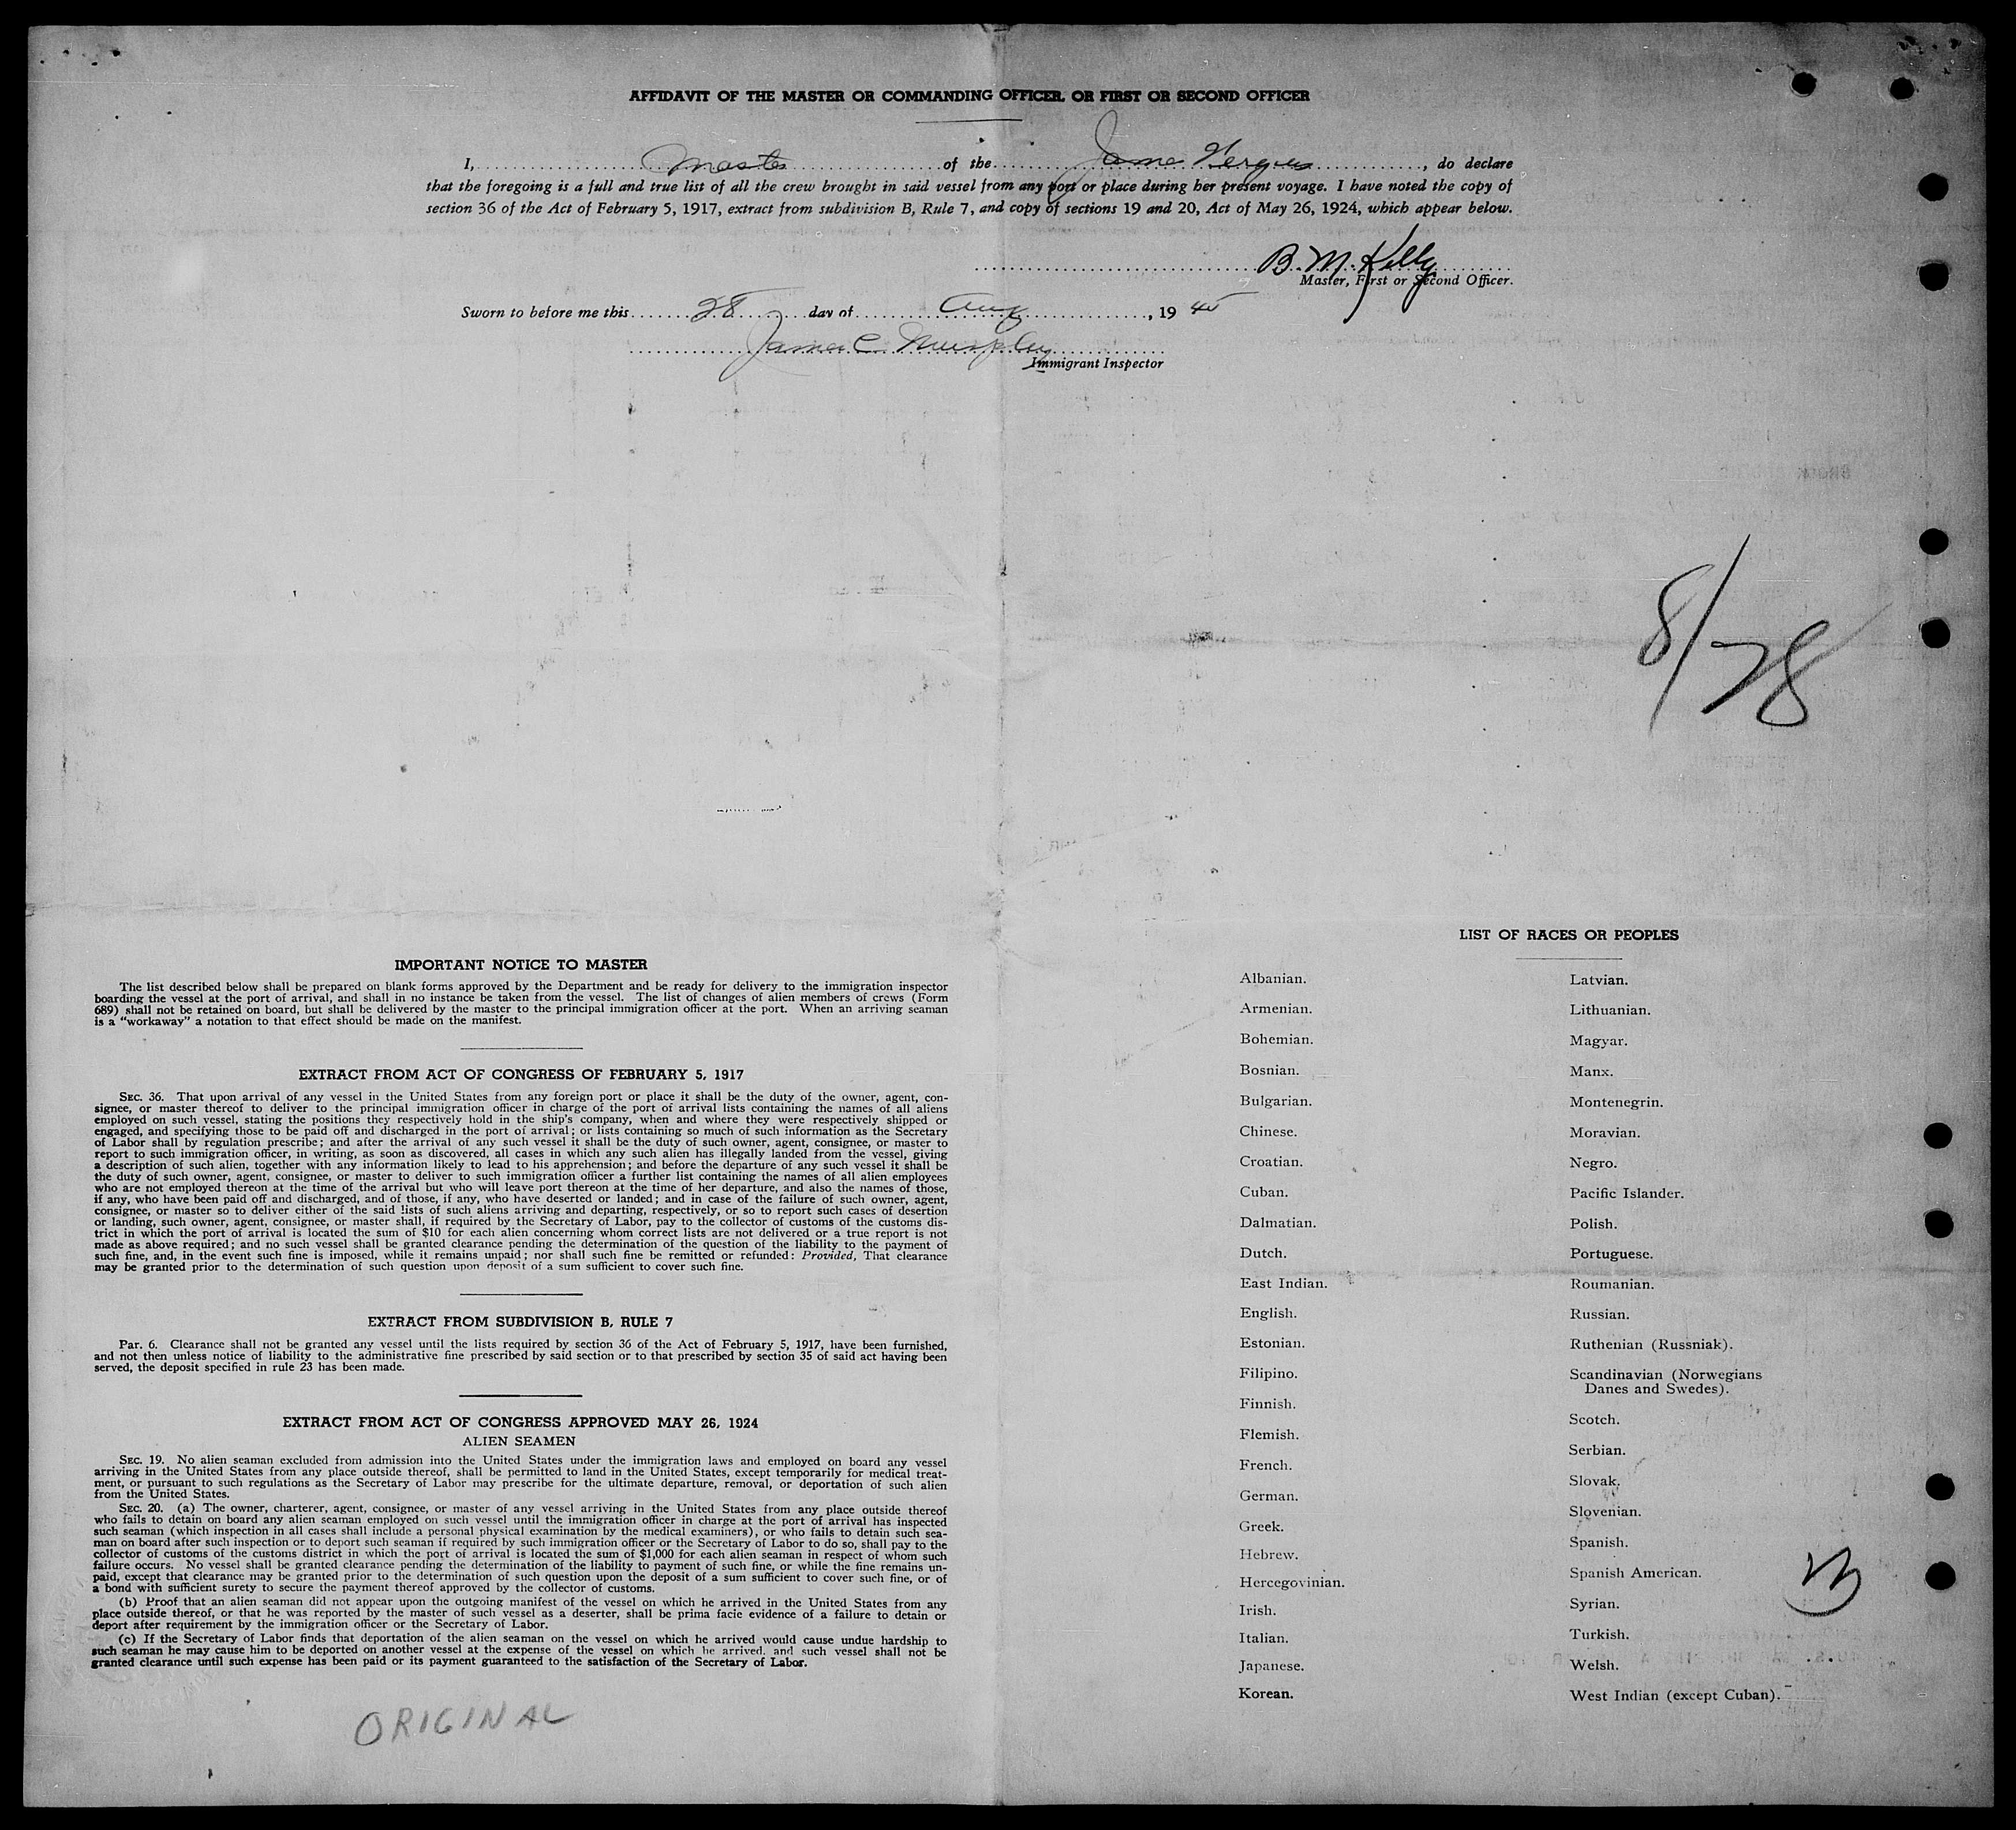 AFFIDAVIT OF THE MASTER OR COMMANDING OFFICER, OR FIRST OR SECOND OFFICER
I, Master of the James Fergus, do declare
that the foregoing is a full and true list of all the crew brought in said vessel from any port or place during her present voyage. I have noted the copy of
section 36 of the Act of February 5, 1917, extract from subdivision B, Rule 7, and copy of sections 19 and 20, Act of May 26, 1924, which appear below.
B. M. Kelly
Master, First or Second Officer.
Sworn to before me this 28 day of Aug, 19 45
James C Murphy
Immigrant Inspector
8/28
IMPORTANT NOTICE TO MASTER
The list described below shall be prepared on blank forms approved by the Department and be ready for delivery to the immigration inspector
boarding the vessel at the port of arrival, and shall in no instance be taken from the vessel. The list of changes of alien members of crews (Form
689) shall not be retained on board, but shall be delivered by the master to the principal immigration officer at the port. When an arriving seaman
is a "workaway" a notation to that effect should be made on the manifest.
EXTRACT FROM ACT OF CONGRESS OF FEBRUARY 5, 1917
SEC. 36. That upon arrival of any vessel in the United States from any foreign port or place it shall be the duty of the owner, agent, con-
signee, or master thereof to deliver to the principal immigration officer in charge of the port of arrival lists containing the names of all aliens
employed on such vessel, stating the positions they respectively hold in the ship's company, when and where they were respectively shipped or
engaged, and specifying those to be paid off and discharged in the port of arrival; or lists containing so much of such information as the Secretary
of Labor shall by regulation prescribe; and after the arrival of any such vessel it shall be the duty of such owner, agent, consignee, or master to
report to such immigration officer, in writing, as soon as discovered, all cases in which any such alien has illegally landed from the vessel, giving
a description of such alien, together with any information likely to lead to his apprehension; and before the departure of any such vessel it shall be
the duty of such owner, agent, consignee, or master to deliver to such immigration officer a further list containing the names of all alien employees
who are not employed thereon at the time of the arrival but who will leave port thereon at the time of her departure, and also the names of those,
if any, who have been paid off and discharged, and of those, if any, who have deserted or landed; and in case of the failure of such owner, agent,
consignee, or master so to deliver either of the said lists of such aliens arriving and departing, respectively, or so to report such cases of desertion
or landing, such owner, agent, consignee, or master shall, if required by the Secretary of Labor, pay to the collector of customs of the customs dis-
trict in which the port of arrival is located the sum of $10 for each alien concerning whom correct lists are not delivered or a true report is not
made as above required; and no such vessel shall be granted clearance pending the determination of the question of the liability to the payment of
such fine, and, in the event such fine is imposed, while it remains unpaid; nor shall such fine be remitted or refunded: Provided, That clearance
may be granted prior to the determination of such question upon deposit of a sum sufficient to cover such fine.
EXTRACT FROM SUBDIVISION B, RULE 7
Par. 6. Clearance shall not be granted any vessel until the lists required by section 36 of the Act of February 5, 1917, have been furnished,
and not then unless notice of liability to the administrative fine prescribed by said section or to that prescribed by section 35 of said act having been
served, the deposit specified in rule 23 has been made.
EXTRACT FROM ACT OF CONGRESS APPROVED MAY 26, 1924
ALIEN SEAMEN
SEC. 19. No alien seaman excluded from admission into the United States under the immigration laws and employed on board any vessel
arriving in the United States from any place outside thereof, shall be permitted to land in the United States, except temporarily for medical treat-
ment, or pursuant to such regulations as the Secretary of Labor may prescribe for the ultimate departure, removal, or deportation of such alien
from the United States.
SEC. 20. (a) The owner, charterer, agent, consignee, or master of any vessel arriving in the United States from any place outside thereof
who fails to detain on board any alien seaman employed on such vessel until the immigration officer in charge at the port of arrival has inspected
such seaman (which inspection in all cases shall include a personal physical examination by the medical examiners), or who fails to detain such sea-
man on board after such inspection or to deport such seaman if required by such immigration officer or the Secretary of Labor to do so, shall pay to the
collector of customs of the customs district in which the port of arrival is located the sum of $1,000 for each alien seaman in respect of whom such
failure occurs. No vessel shall be granted clearance pending the determination of the liability to payment of such fine, or while the fine remains un-
paid, except that clearance may be granted prior to the determination of such question upon the deposit of a sum sufficient to cover such fine, or of
a bond with sufficient surety to secure the payment thereof approved by the collector of customs.
(b) Proof that an alien seaman did not appear upon the outgoing manifest of the vessel on which he arrived in the United States from any
place outside thereof, or that he was reported by the master of such vessel as a deserter, shall be prima facie evidence of a failure to detain or
deport after requirement by the immigration officer or the Secretary of Labor.
(c) If the Secretary of Labor finds that deportation of the alien seaman on the vessel on which he arrived would cause undue hardship to
such seaman he may cause him to be deported on another vessel at the expense of the vessel on which he arrived, and such vessel shall not be
granted clearance until such expense has been paid or its payment guaranteed to the satisfaction of the Secretary of Labor.
ORIGINAL
LIST OF RACES OR PEOPLES
Albanian.
Armenian.
Bohemian.
Bosnian.
Bulgarian.
Chinese.
Croatian.
Cuban.
Dalmatian.
Dutch.
East Indian.
English.
Estonian.
Filipino.
Finnish.
Flemish.
French.
German.
Greek.
Hebrew.
Hercegovinian.
Irish.
Italian.
Japanese.
Korean.
Latvian.
Lithuanian.
Magyar.
Manx.
Montenegrin.
Moravian.
Negro.
Pacific Islander.
Polish.
Portuguese.
Roumanian.
Russian.
Ruthenian (Russniak).
Scandinavian (Norwegians
Danes and Swedes).
Scotch.
Serbian.
Slovak.
Slovenian.
Spanish.
Spanish American.
Syrian.
Turkish.
Welsh.
West Indian (except Cuban).